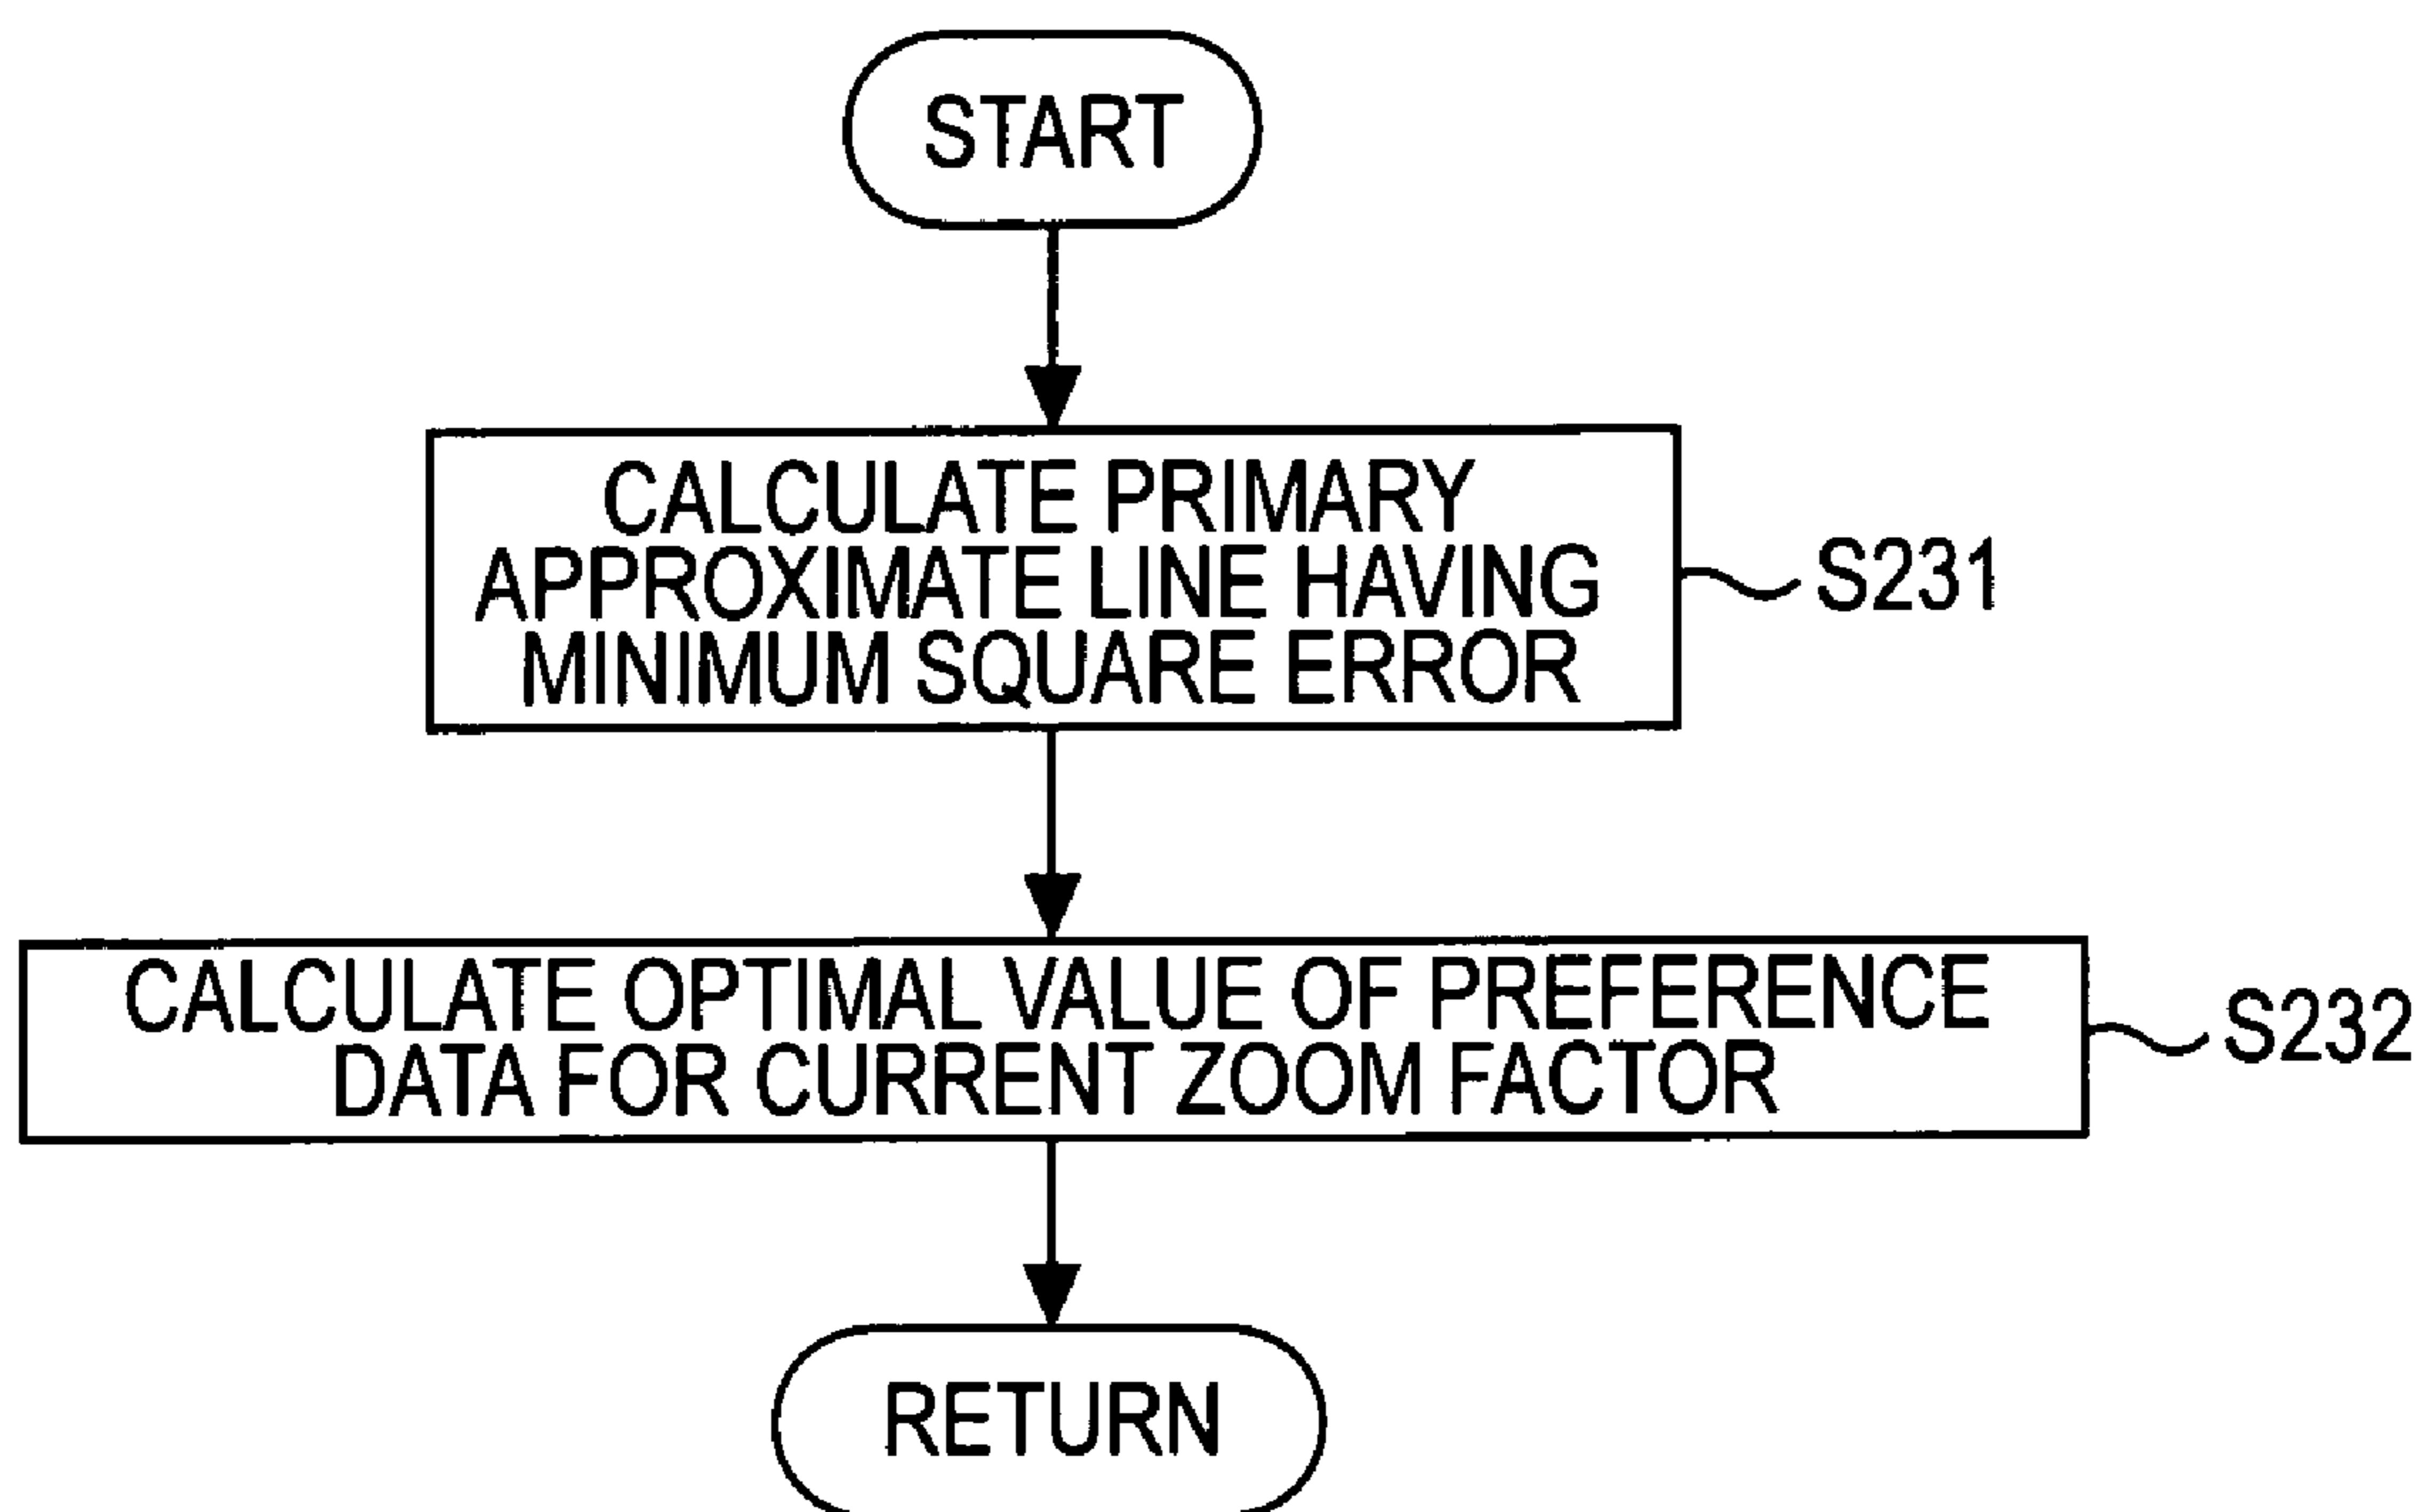 START
CALCULATE PRIMARY
APPROXIMATE LINE HAVING
MINIMUM SQUARE ERROR
S231
CALCULATE OPTIMAL VALUE OF PREFERENCE
DATA FOR CURRENT ZOOM FACTOR
S232
RETURN